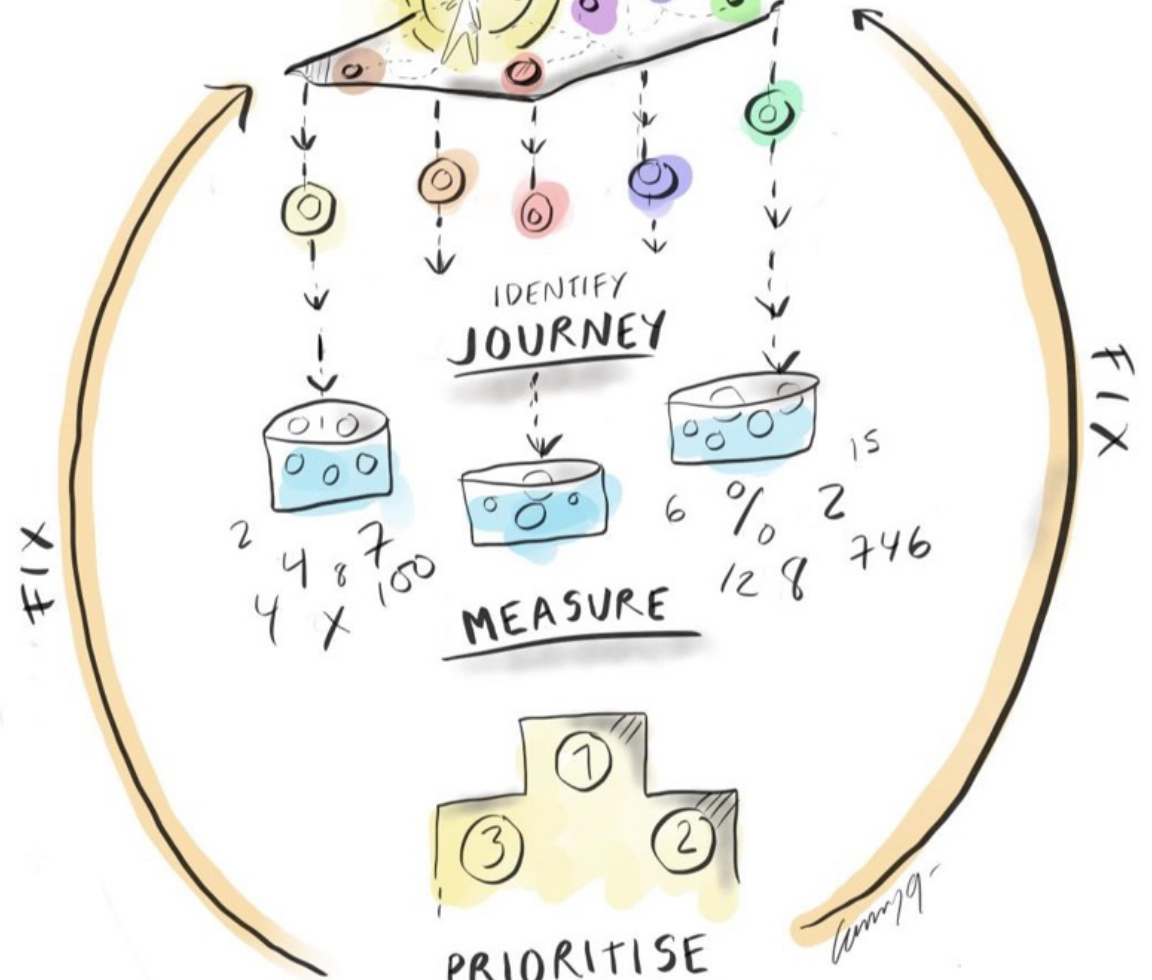 IDENTIFY
JOURNEY
FIX
15
6 % 2
12 8 746
2 4 8 7
4 X 100
FIX
MEASURE
1
3 2
PRIORITISE